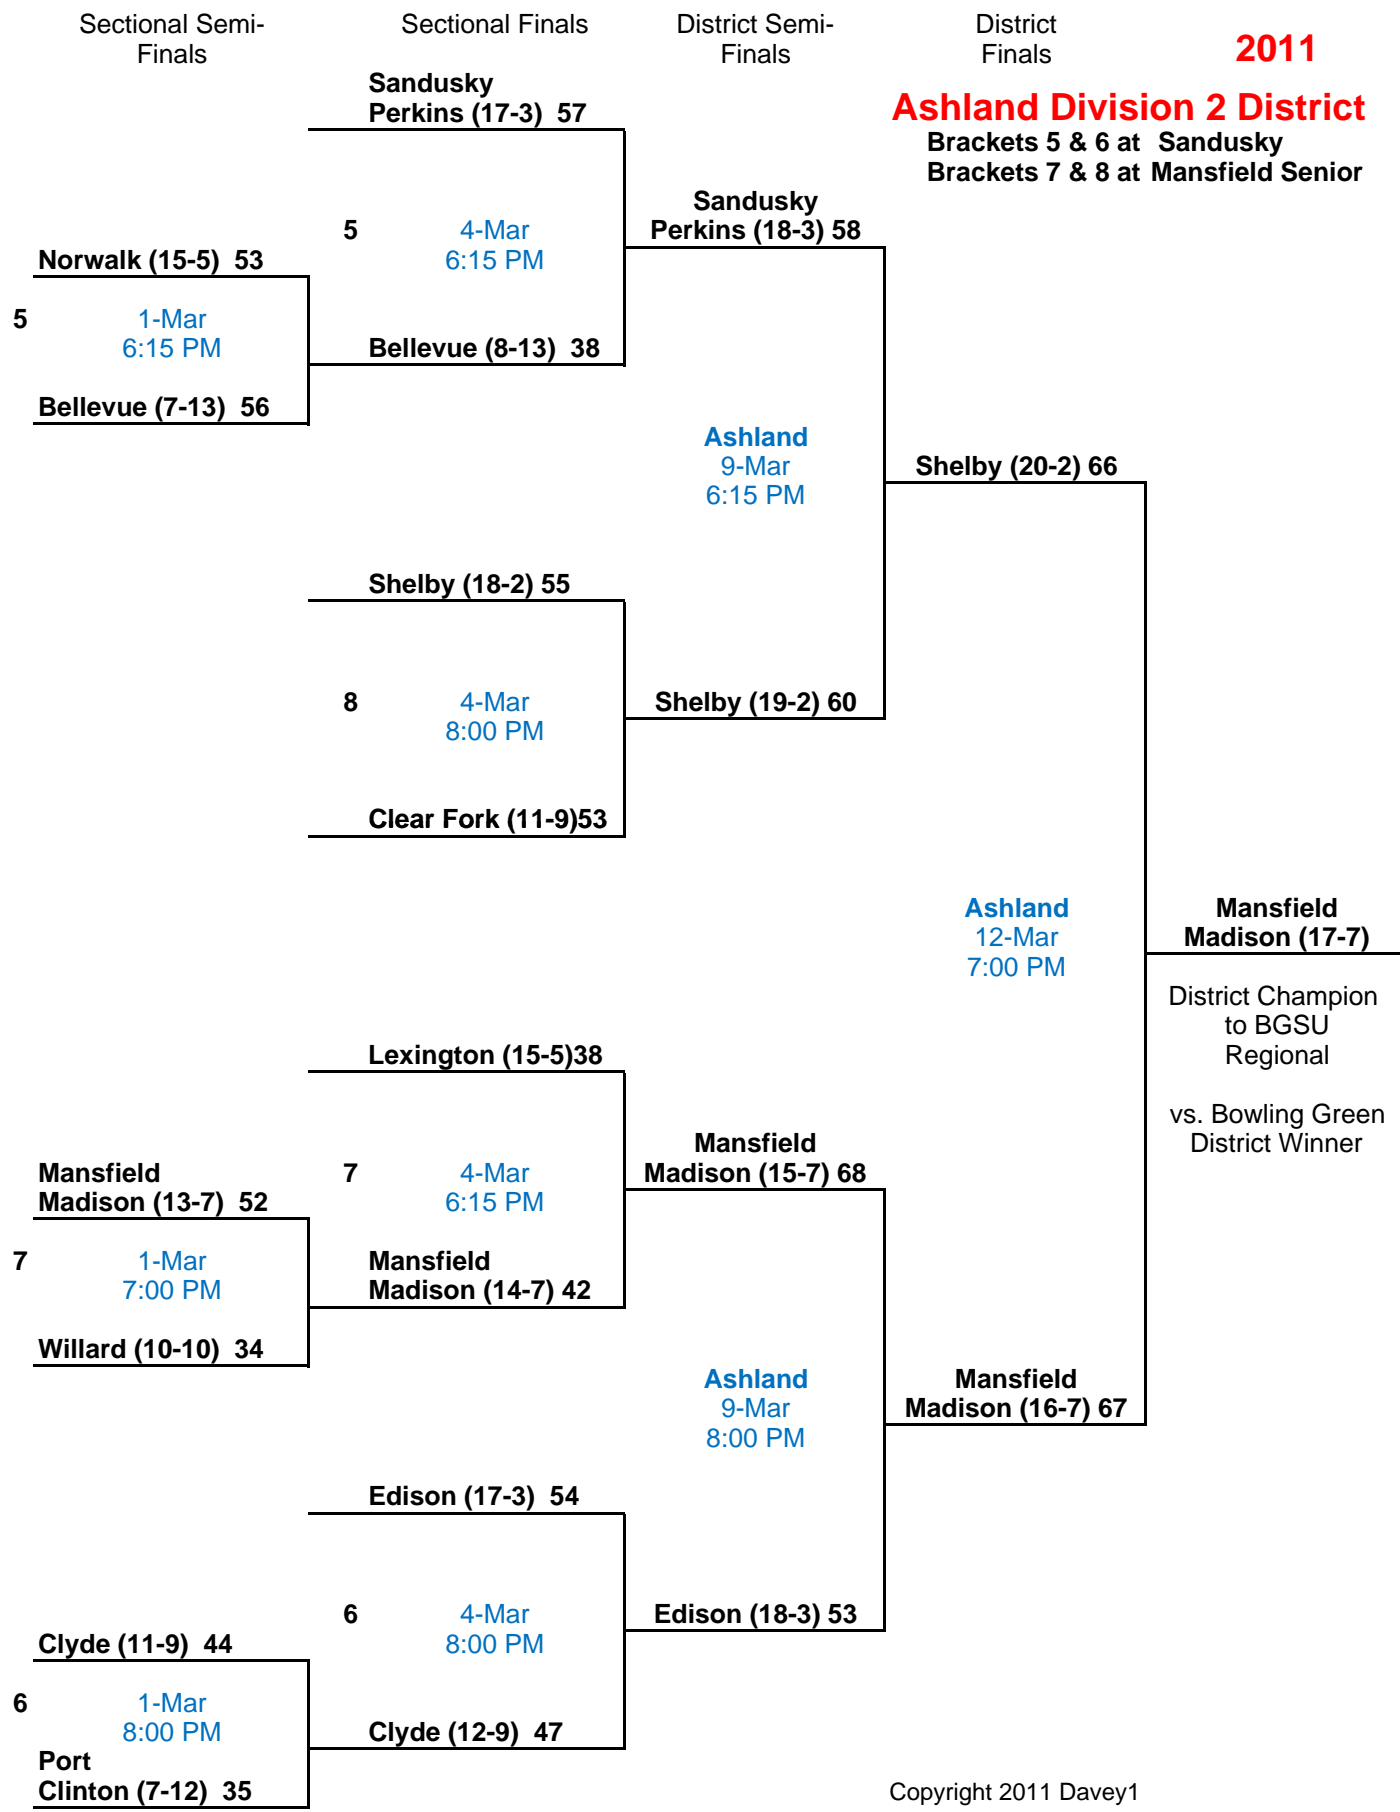 Sectional Semi-
Finals
Sectional Finals
District Semi-
Finals
District
Finals
2011
Ashland Division 2 District
Brackets 5 & 6 at Sandusky
Brackets 7 & 8 at Mansfield Senior
Sandusky
Perkins (17-3) 57
5
4-Mar
6:15 PM
Sandusky
Perkins (18-3) 58
Norwalk (15-5) 53
5
1-Mar
6:15 PM
Bellevue (8-13) 38
Bellevue (7-13) 56
Ashland
9-Mar
6:15 PM
Shelby (20-2) 66
Shelby (18-2) 55
8
4-Mar
8:00 PM
Shelby (19-2) 60
Clear Fork (11-9)53
Ashland
12-Mar
7:00 PM
Mansfield
Madison (17-7)
District Champion
to BGSU
Regional
vs. Bowling Green
District Winner
Lexington (15-5)38
Mansfield
Madison (13-7) 52
7
4-Mar
6:15 PM
Mansfield
Madison (15-7) 68
7
1-Mar
7:00 PM
Mansfield
Madison (14-7) 42
Willard (10-10) 34
Ashland
9-Mar
8:00 PM
Mansfield
Madison (16-7) 67
Edison (17-3) 54
6
4-Mar
8:00 PM
Edison (18-3) 53
Clyde (11-9) 44
6
1-Mar
8:00 PM
Clyde (12-9) 47
Port
Clinton (7-12) 35
Copyright 2011 Davey1